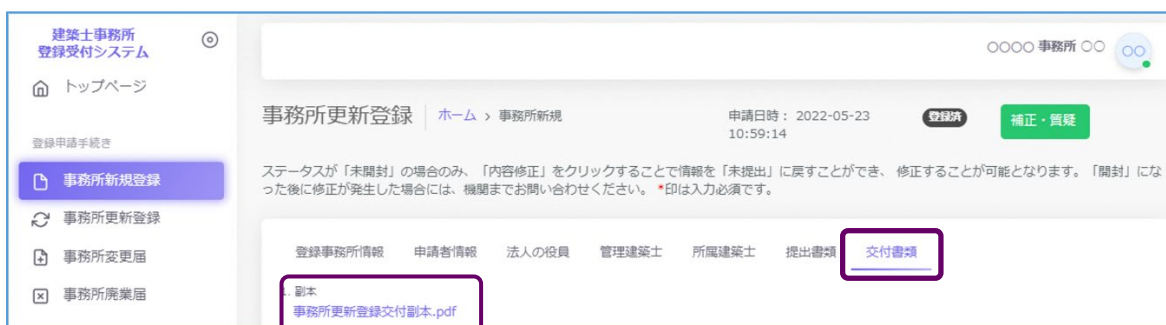 建築士事務所
登録受付システム
○○○○ 事務所 ○○
○○
トップページ
事務所更新登録 ホーム > 事務所新規
申請日時： 2022-05-23
10:59:14
登録済
補正・質疑
登録申請手続き
ステータスが「未開封」の場合のみ、「内容修正」をクリックすることで情報を「未提出」に戻すことができ、 修正することが可能となります。「開封」にな
った後に修正が発生した場合には、機関までお問い合わせください。 *印は入力必須です。
事務所新規登録
事務所更新登録
事務所変更届
事務所廃業届
登録事務所情報 申請者情報 法人の役員 管理建築士 所属建築士 提出書類 交付書類
1. 副本
事務所更新登録交付副本.pdf